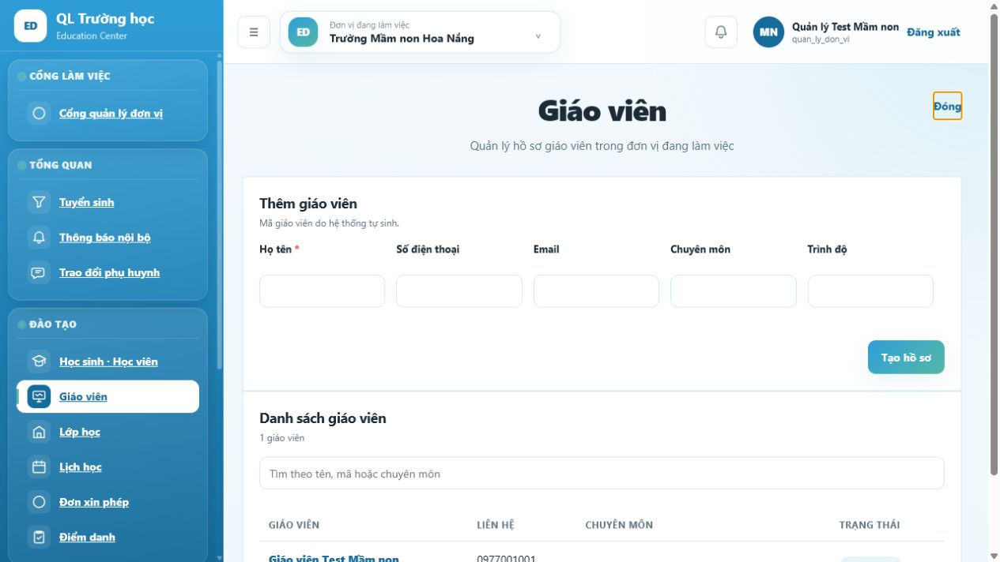 ED
QL Trường học
Education Center
CỔNG LÀM VIỆC
Cổng quản lý đơn vị
TỔNG QUAN
Tuyển sinh
Thông báo nội bộ
Trao đổi phụ huynh
ĐÀO TẠO
Học sinh · Học viên
Giáo viên
Lớp học
Lịch học
Đơn xin phép
Điểm danh
ED
Đơn vị đang làm việc
Trường Mầm non Hoa Nắng
MN
Quản lý Test Mầm non
quan_ly_don_vi
Đăng xuất
Giáo viên
Đóng
Quản lý hồ sơ giáo viên trong đơn vị đang làm việc
Thêm giáo viên
Mã giáo viên do hệ thống tự sinh.
Họ tên *
Số điện thoại
Email
Chuyên môn
Trình độ
Tạo hồ sơ
Danh sách giáo viên
1 giáo viên
Tìm theo tên, mã hoặc chuyên môn
GIÁO VIÊN
LIÊN HỆ
CHUYÊN MÔN
TRẠNG THÁI
Giáo viên Test Mầm non
0977001001